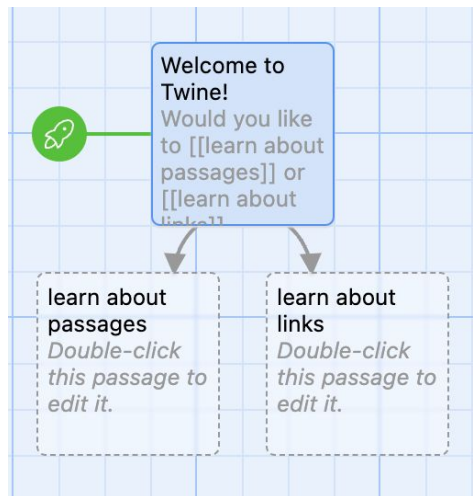 Welcome to
Twine!
Would you like
to [[learn about
passages]] or
[[learn about
links]]
learn about
passages
Double-click
this passage to
edit it.
learn about
links
Double-click
this passage to
edit it.